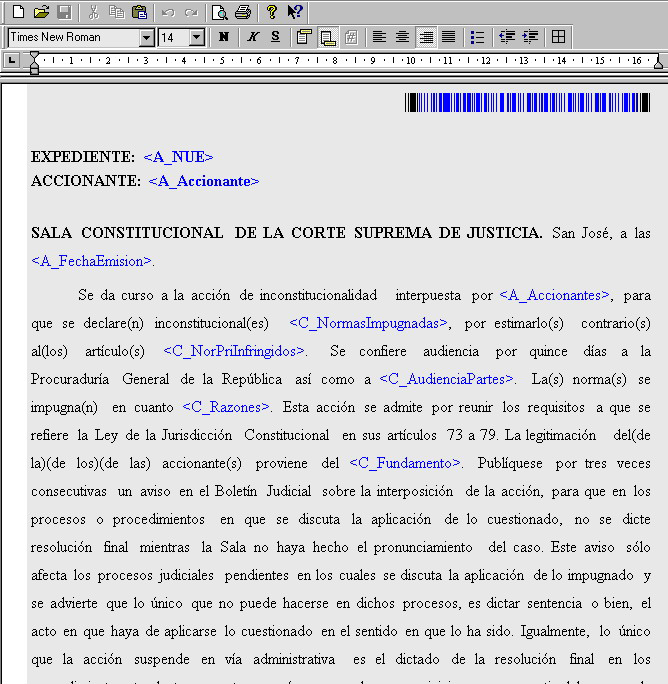 Times New Roman 14 N K S
1 2 3 4 5 6 7 8 9 10 11 12 13 14 15 16
EXPEDIENTE: <A_NUE>
ACCIONANTE: <A_Accionante>
SALA CONSTITUCIONAL DE LA CORTE SUPREMA DE JUSTICIA. San José, a las
<A_FechaEmision>.
Se da curso a la acción de inconstitucionalidad interpuesta por <A_Accionantes>, para
que se declare(n) inconstitucional(es) <C_NormasImpugnadas>, por estimarlo(s) contrario(s)
al(los) artículo(s) <C_NorPriInfringidos>. Se confiere audiencia por quince días a la
Procuraduría General de la República así como a <C_AudienciaPartes>. La(s) norma(s) se
impugna(n) en cuanto <C_Razones>. Esta acción se admite por reunir los requisitos a que se
refiere la Ley de la Jurisdicción Constitucional en sus artículos 73 a 79. La legitimación del(de
la)(de los)(de las) accionante(s) proviene del <C_Fundamento>. Publíquese por tres veces
consecutivas un aviso en el Boletín Judicial sobre la interposición de la acción, para que en los
procesos o procedimientos en que se discuta la aplicación de lo cuestionado, no se dicte
resolución final mientras la Sala no haya hecho el pronunciamiento del caso. Este aviso sólo
afecta los procesos judiciales pendientes en los cuales se discuta la aplicación de lo impugnado y
se advierte que lo único que no puede hacerse en dichos procesos, es dictar sentencia o bien, el
acto en que haya de aplicarse lo cuestionado en el sentido en que lo ha sido. Igualmente, lo único
que la acción suspende en vía administrativa es el dictado de la resolución final en los